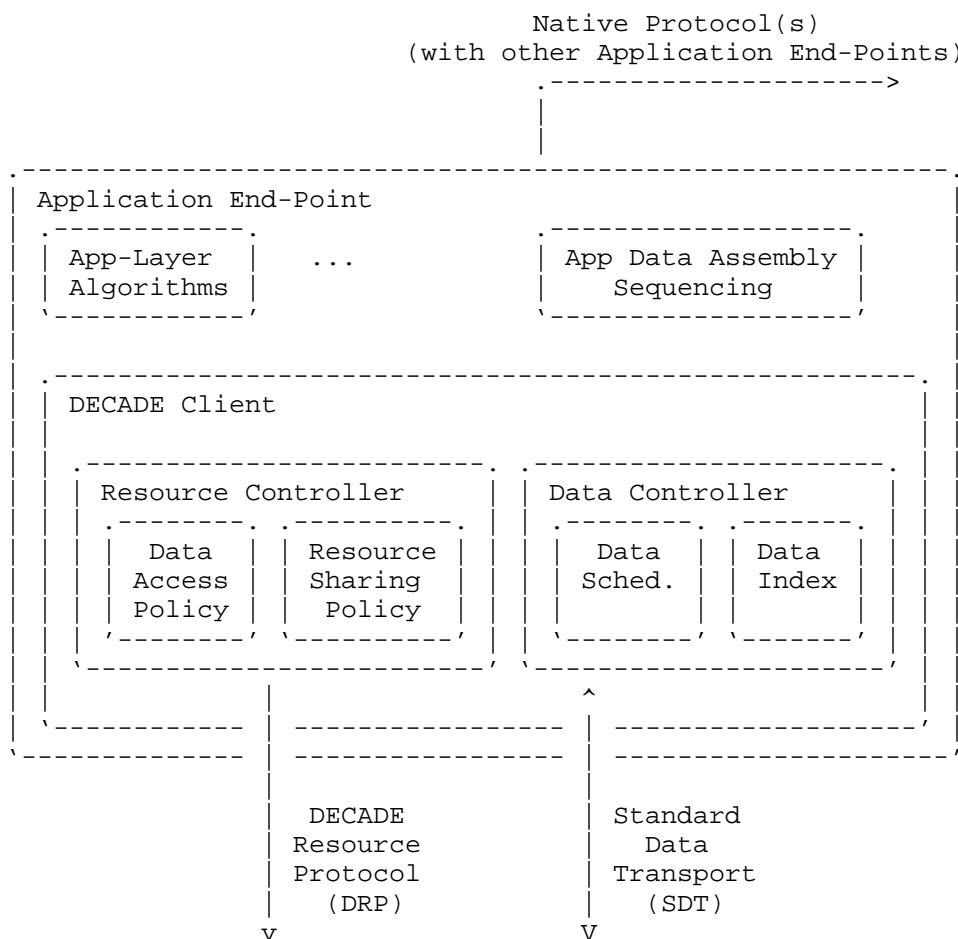 Native Protocol(s)
(with other Application End-Points)
Application End-Point
App-Layer ... App Data Assembly
Algorithms Sequencing
DECADE Client
Resource Controller Data Controller
Data Resource Data Data
Access Sharing Sched. Index
Policy Policy
DECADE Standard
Resource Data
Protocol Transport
(DRP) (SDT)